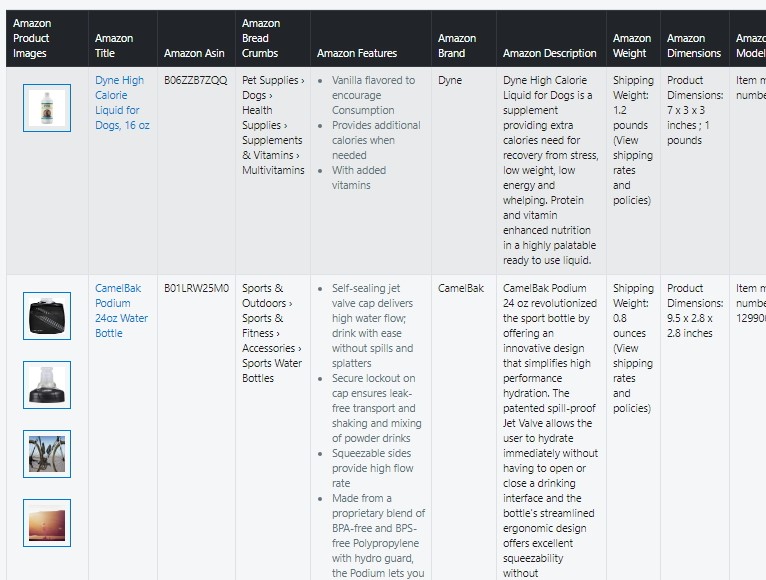 Amazon Product Images
Amazon Title
Amazon Asin
Amazon Bread Crumbs
Amazon Features
Amazon Brand
Amazon Description
Amazon Weight
Amazon Dimensions
Amazo
Model
Dyne High
Calorie
Liquid for
Dogs, 16 oz
B06ZZB7ZQQ
Pet Supplies ›
Dogs ›
Health
Supplies ›
Supplements
& Vitamins ›
Multivitamins
Vanilla flavored to
encourage
Consumption
Provides additional
calories when
needed
With added
vitamins
Dyne
Dyne High Calorie
Liquid for Dogs is a
supplement
providing extra
calories need for
recovery from stress,
low weight, low
energy and
whelping. Protein
and vitamin
enhanced nutrition
in a highly palatable
ready to use liquid.
Shipping
Weight:
1.2
pounds
(View
shipping
rates
and
policies)
Product
Dimensions:
7 x 3 x 3
inches ; 1
pounds
Item m
numbe
CamelBak
Podium
24oz Water
Bottle
B01LRW25M0
Sports &
Outdoors ›
Sports &
Fitness ›
Accessories ›
Sports Water
Bottles
Self-sealing jet
valve cap delivers
high water flow;
drink with ease
without spills and
splatters
Secure lockout on
cap ensures leak-
free transport and
shaking and mixing
of powder drinks
Squeezable sides
provide high flow
rate
Made from a
proprietary blend of
BPA-free and BPS-
free Polypropylene
with hydro guard,
the Podium lets you
CamelBak
CamelBak Podium
24 oz revolutionized
the sport bottle by
offering an
innovative design
that simplifies high
performance
hydration. The
patented spill-proof
Jet Valve allows the
user to hydrate
immediately without
having to open or
close a drinking
interface and the
bottle's streamlined
ergonomic design
offers excellent
squeezability
without
Shipping
Weight:
0.8
ounces
(View
shipping
rates
and
policies)
Product
Dimensions:
9.5 x 2.8 x
2.8 inches
Item m
numbe
12990